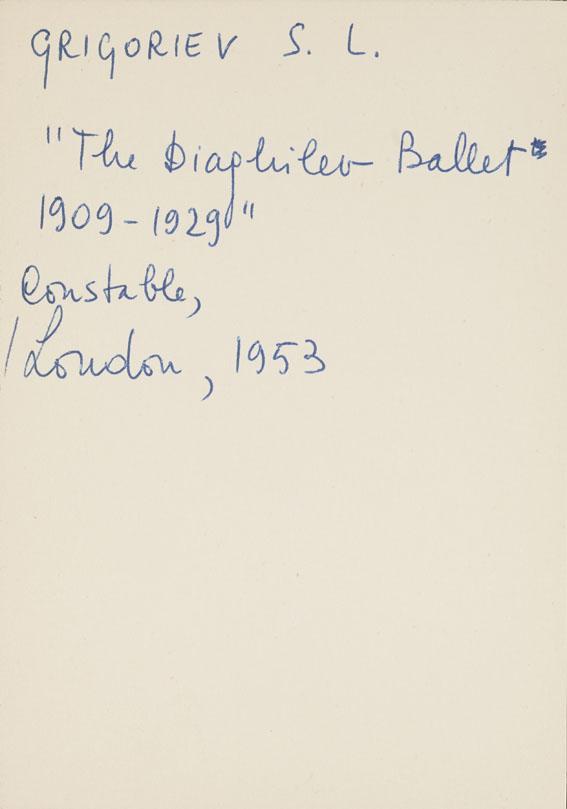 GRIGORIEV S. L.
"The Diaghilev Ballet
1909-1929"
Constable,
London, 1953